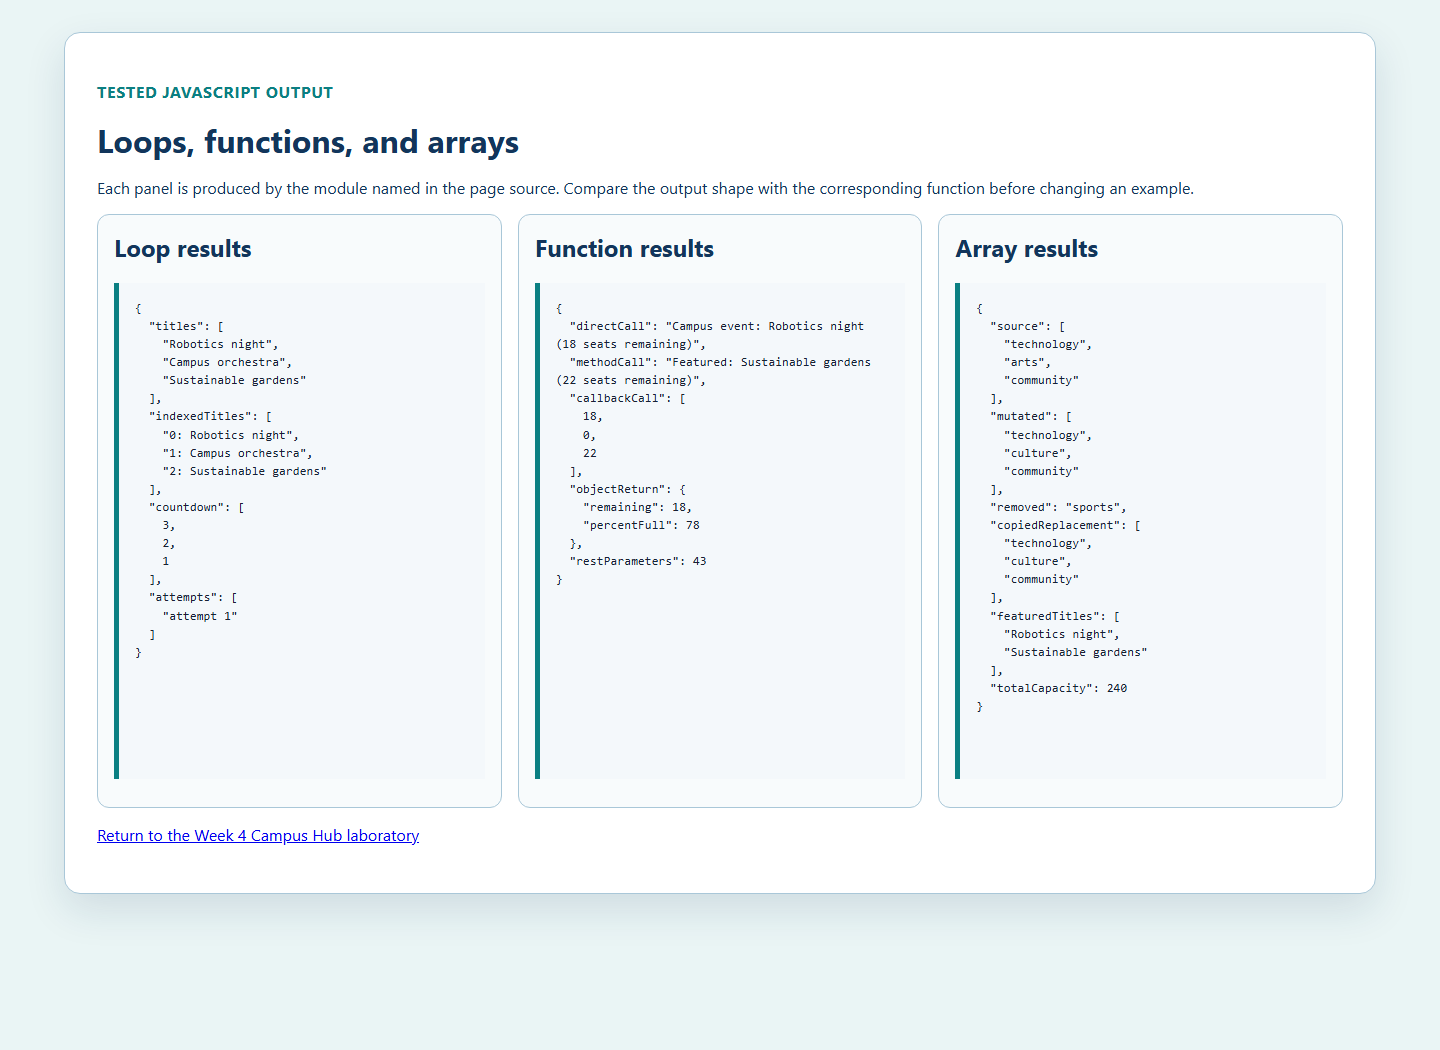 TESTED JAVASCRIPT OUTPUT
Loops, functions, and arrays
Each panel is produced by the module named in the page source. Compare the output shape with the corresponding function before changing an example.
Loop results
{
  "titles": [
    "Robotics night",
    "Campus orchestra",
    "Sustainable gardens"
  ],
  "indexedTitles": [
    "0: Robotics night",
    "1: Campus orchestra",
    "2: Sustainable gardens"
  ],
  "countdown": [
    3,
    2,
    1
  ],
  "attempts": [
    "attempt 1"
  ]
}
Function results
{
  "directCall": "Campus event: Robotics night
(18 seats remaining)",
  "methodCall": "Featured: Sustainable gardens
(22 seats remaining)",
  "callbackCall": [
    18,
    0,
    22
  ],
  "objectReturn": {
    "remaining": 18,
    "percentFull": 78
  },
  "restParameters": 43
}
Array results
{
  "source": [
    "technology",
    "arts",
    "community"
  ],
  "mutated": [
    "technology",
    "culture",
    "community"
  ],
  "removed": "sports",
  "copiedReplacement": [
    "technology",
    "culture",
    "community"
  ],
  "featuredTitles": [
    "Robotics night",
    "Sustainable gardens"
  ],
  "totalCapacity": 240
}
Return to the Week 4 Campus Hub laboratory